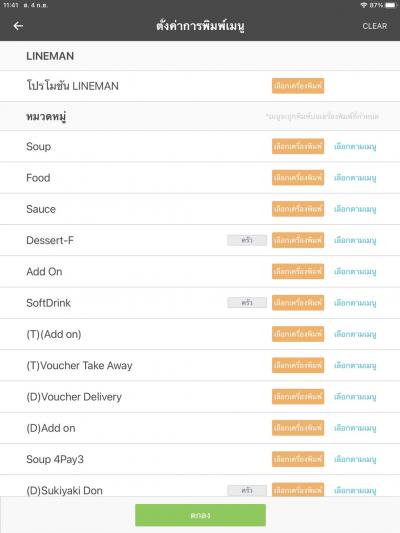 11:41 ส. 4 ก.ย. 87%
ตั้งค่าการพิมพ์เมนู CLEAR
LINEMAN
โปรโมชัน LINEMAN เลือกเครื่องพิมพ์
หมวดหมู่ *เมนูจะถูกพิมพ์บนเครื่องพิมพ์ที่กำหนด
Soup เลือกเครื่องพิมพ์ เลือกตามเมนู
Food เลือกเครื่องพิมพ์ เลือกตามเมนู
Sauce เลือกเครื่องพิมพ์ เลือกตามเมนู
Dessert-F ครัว เลือกเครื่องพิมพ์ เลือกตามเมนู
Add On เลือกเครื่องพิมพ์ เลือกตามเมนู
SoftDrink ครัว เลือกเครื่องพิมพ์ เลือกตามเมนู
(T)(Add on) เลือกเครื่องพิมพ์ เลือกตามเมนู
(T)Voucher Take Away เลือกเครื่องพิมพ์ เลือกตามเมนู
(D)Voucher Delivery เลือกเครื่องพิมพ์ เลือกตามเมนู
(D)Add on เลือกเครื่องพิมพ์ เลือกตามเมนู
Soup 4Pay3 เลือกเครื่องพิมพ์ เลือกตามเมนู
(D)Sukiyaki Don ครัว เลือกเครื่องพิมพ์ เลือกตามเมนู
ตกลง